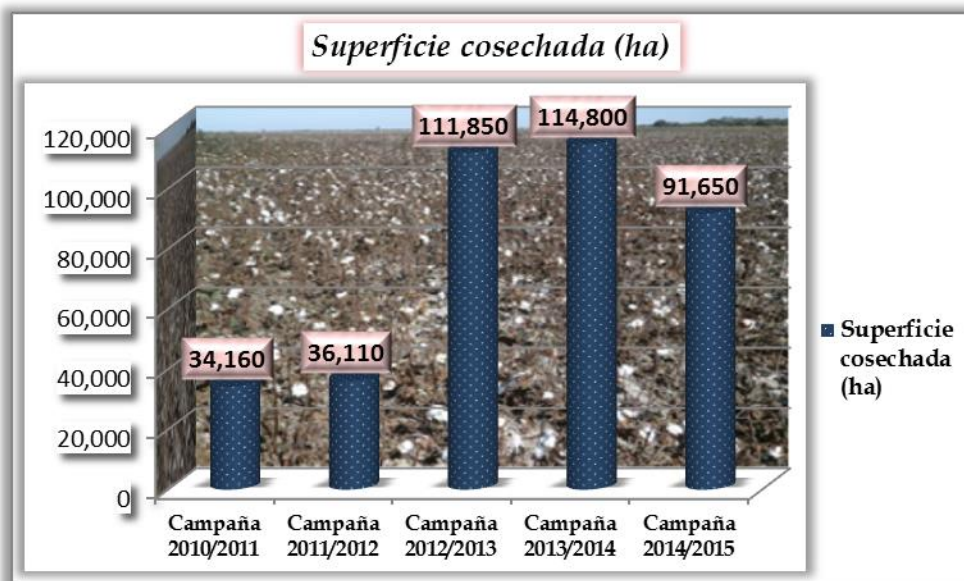 Superficie cosechada (ha)
120,000
100,000
80,000
60,000
40,000
20,000
0
34,160
36,110
111,850
114,800
91,650
Campaña
2010/2011
Campaña
2011/2012
Campaña
2012/2013
Campaña
2013/2014
Campaña
2014/2015
Superficie
cosechada
(ha)